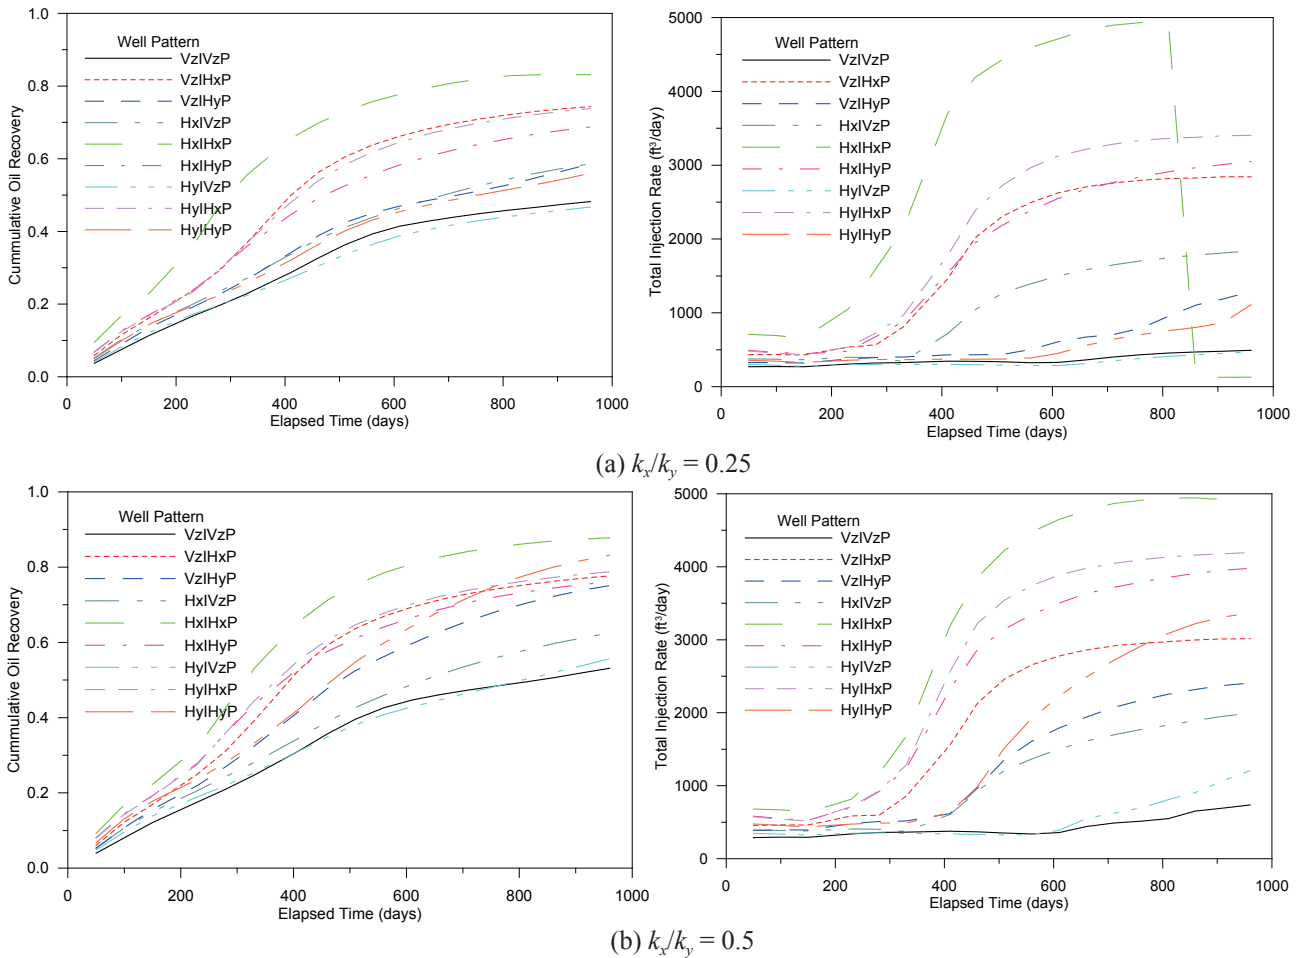 Cummulative Oil Recovery
1.0
0.8
0.6
0.4
0.2
0.0
Well Pattern
VzIVzP
VzIHxP
VzIHyP
HxIVzP
HxIHxP
HxIHyP
HyIVzP
HyIHxP
HyIHyP
0 200 400 600 800 1000
Elapsed Time (days)
Total Injection Rate (ft³/day)
5000
4000
3000
2000
1000
0
Well Pattern
VzIVzP
VzIHxP
VzIHyP
HxIVzP
HxIHxP
HxIHyP
HyIVzP
HyIHxP
HyIHyP
0 200 400 600 800 1000
Elapsed Time (days)
(a) kx/ky = 0.25
Cummulative Oil Recovery
1.0
0.8
0.6
0.4
0.2
0.0
Well Pattern
VzIVzP
VzIHxP
VzIHyP
HxIVzP
HxIHxP
HxIHyP
HyIVzP
HyIHxP
HyIHyP
0 200 400 600 800 1000
Elapsed Time (days)
Total Injection Rate (ft³/day)
5000
4000
3000
2000
1000
0
Well Pattern
VzIVzP
VzIHxP
VzIHyP
HxIVzP
HxIHxP
HxIHyP
HyIVzP
HyIHxP
HyIHyP
0 200 400 600 800 1000
Elapsed Time (days)
(b) kx/ky = 0.5